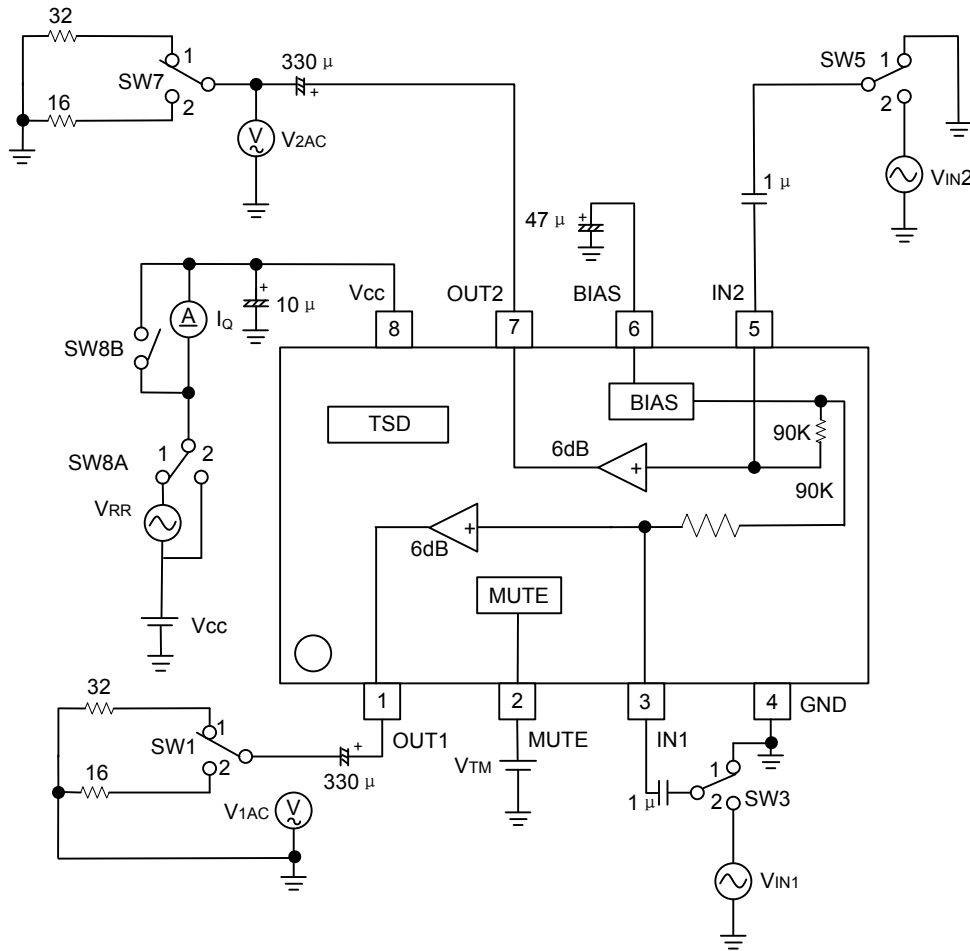 32
1
SW7
2
16
330 μ
+
V
V2AC
SW5
1
2
VIN2
1 μ
47 μ
+
Vcc
OUT2
BIAS
IN2
8
7
6
5
+
10 μ
A
IQ
SW8B
SW8A
1
2
VRR
Vcc
TSD
BIAS
90K
6dB
+
90K
6dB
+
MUTE
1
2
3
4
GND
OUT1
MUTE
IN1
32
1
SW1
2
16
+
330 μ
V1AC
V
VTM
1 μ
1
2
SW3
VIN1